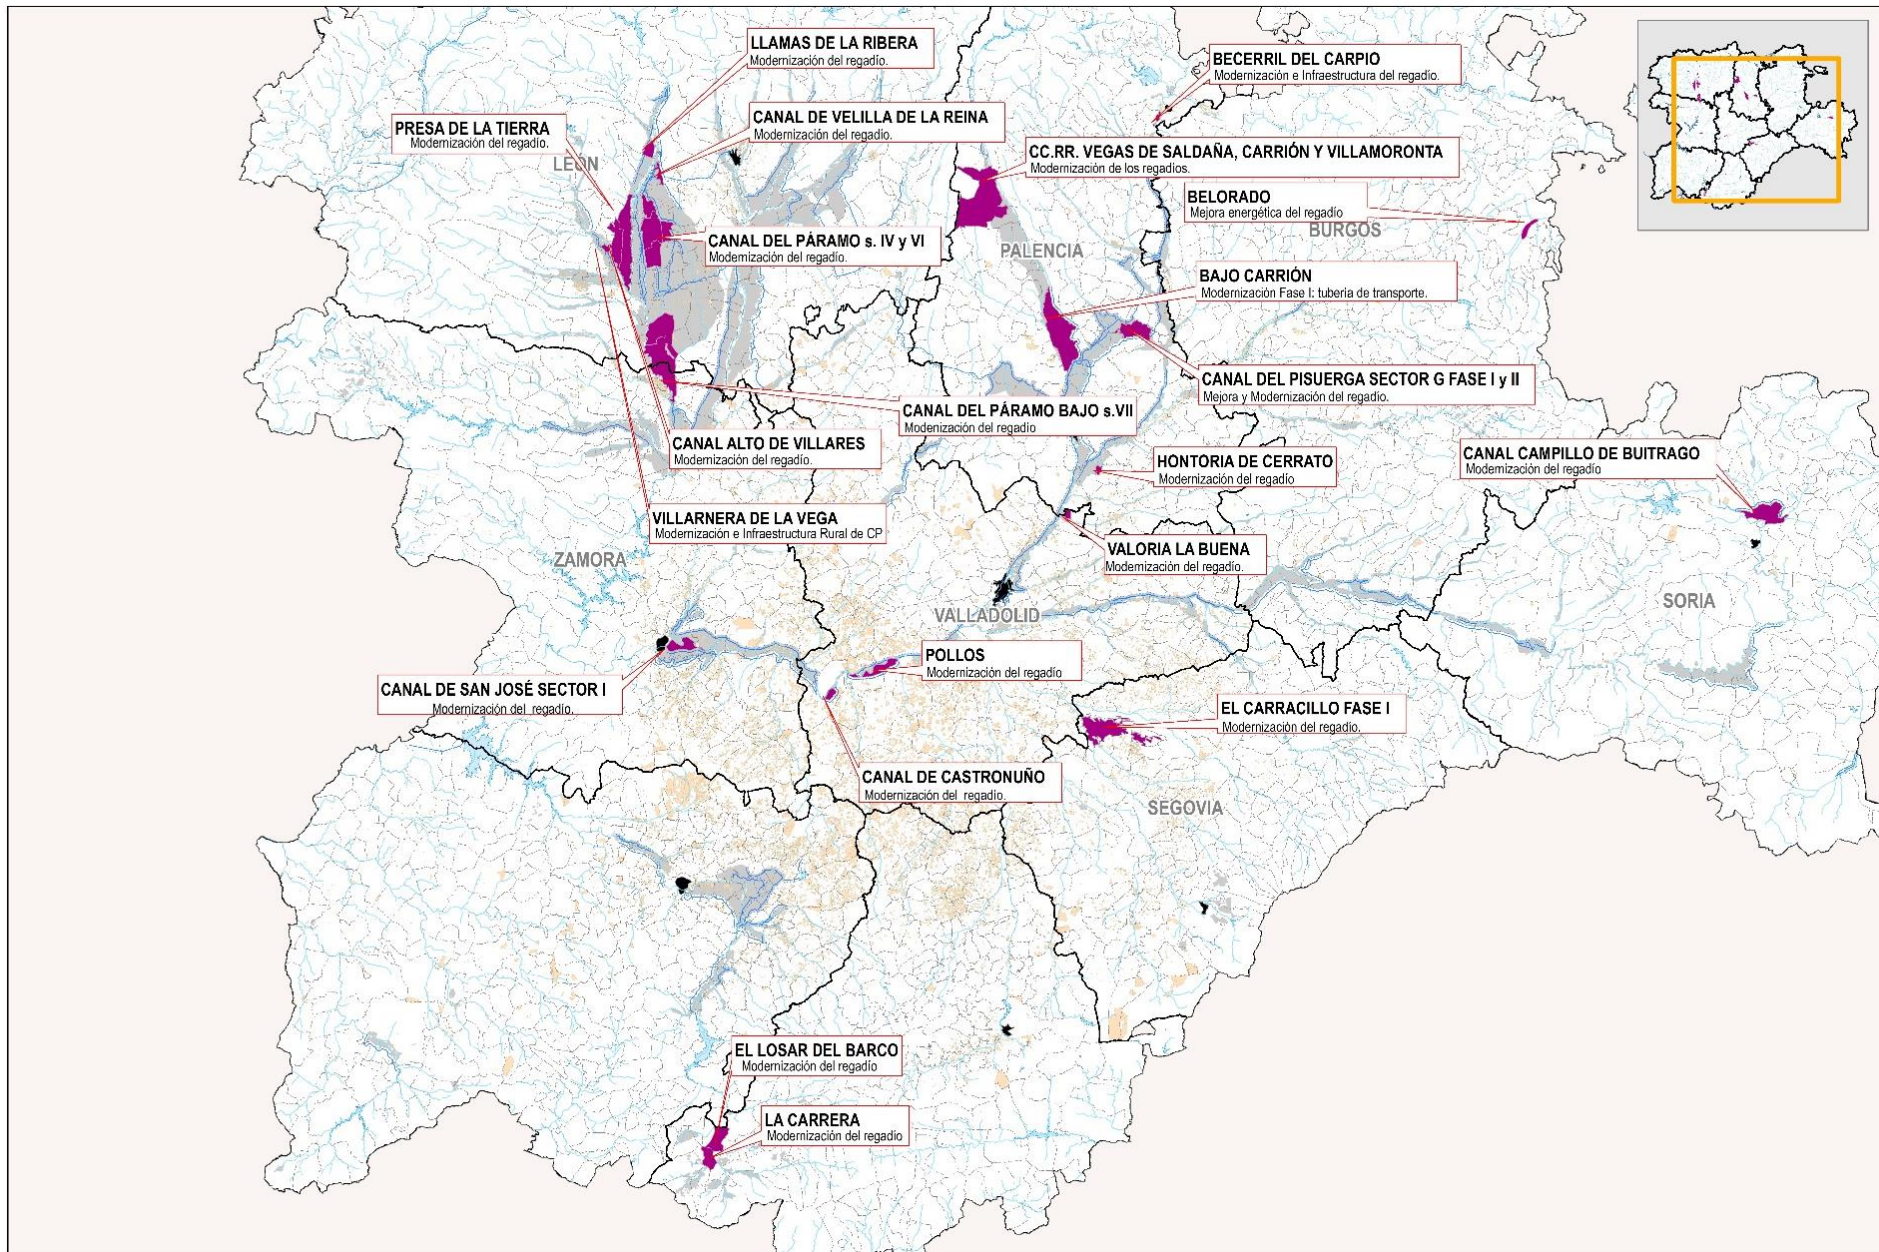 LLAMAS DE LA RIBERA
Modernización del regadío.
BECERRIL DEL CARPIO
Modernización e Infraestructura del regadío.
CANAL DE VELILLA DE LA REINA
Modernización del regadío.
PRESA DE LA TIERRA
Modernización del regadío.
LEÓN
CC.RR. VEGAS DE SALDAÑA, CARRIÓN Y VILLAMORONTA
Modernización de los regadíos.
BELORADO
Mejora energética del regadío
BURGOS
CANAL DEL PÁRAMO s. IV y VI
Modernización del regadío.
PALENCIA
BAJO CARRIÓN
Modernización Fase I: tubería de transporte.
CANAL DEL PISUERGA SECTOR G FASE I y II
Mejora y Modernización del regadío.
CANAL DEL PÁRAMO BAJO s.VII
Modenización del regadío
CANAL ALTO DE VILLARES
Modernización del regadío.
HONTORIA DE CERRATO
Modernización del regadío
CANAL CAMPILLO DE BUITRAGO
Modernización del regadío
VILLARNERA DE LA VEGA
Modernización e Infraestructura Rural de CP
VALORIA LA BUENA
Modernización del regadío.
ZAMORA
VALLADOLID
SORIA
POLLOS
Modernización del regadío
CANAL DE SAN JOSÉ SECTOR I
Modernización del regadío.
EL CARRACILLO FASE I
Modernización del regadío.
CANAL DE CASTRONUÑO
Modernización del regadío.
SEGOVIA
EL LOSAR DEL BARCO
Modernización del regadío
LA CARRERA
Modernización del regadío